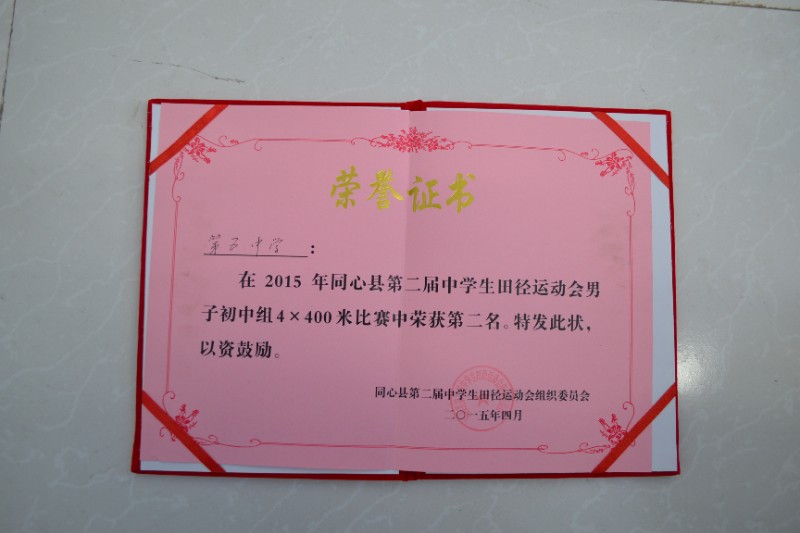 荣誉证书
第五中学：
在 2015 年同心县第二届中学生田径运动会男
子初中组4×400米比赛中荣获第二名。特发此状，
以资鼓励。
同心县第二届中学生田径运动会组织委员会
二〇一五年四月